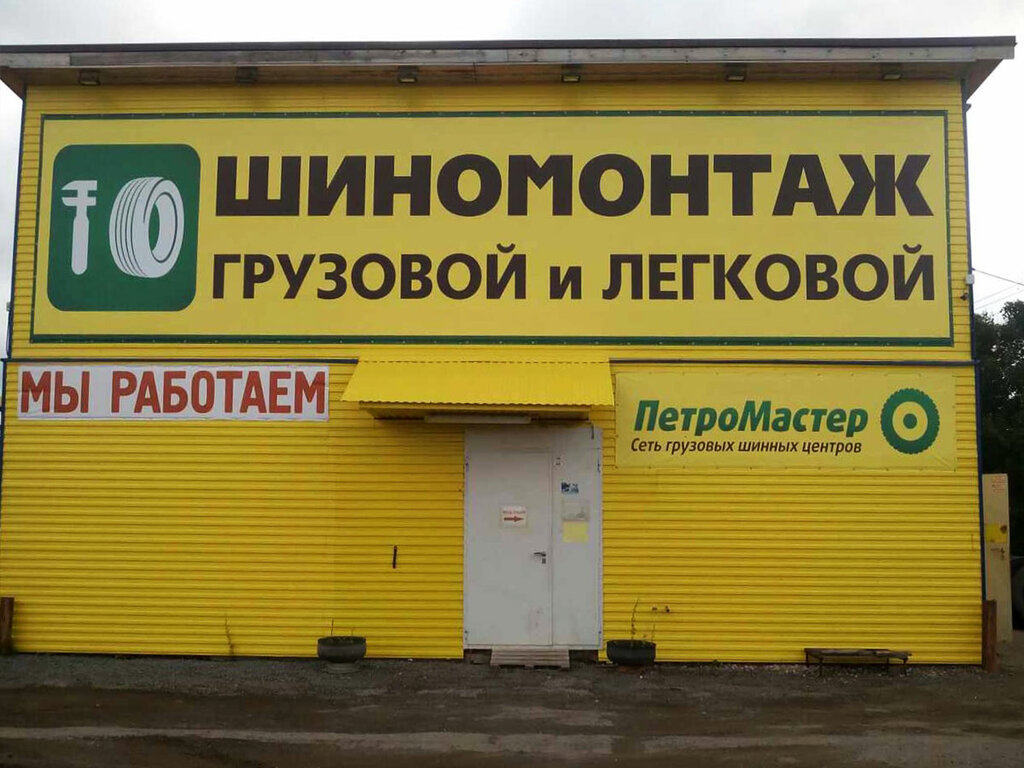 ШИНОМОНТАЖ
ГРУЗОВОЙ и ЛЕГКОВОЙ
МЫ РАБОТАЕМ
ПетроМастер
Сеть грузовых шинных центров